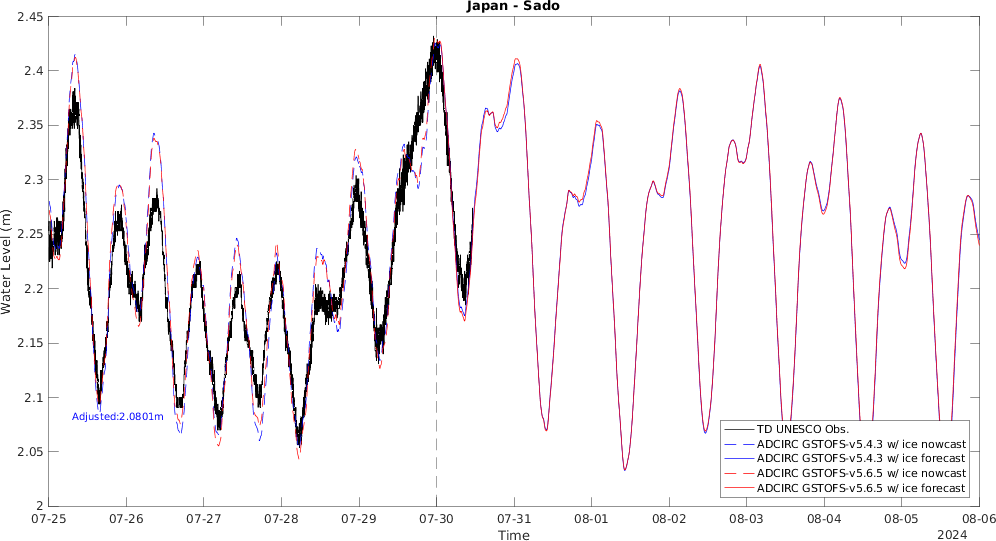 Japan - Sado
2.45
2.4
2.35
2.3
2.25
2.2
2.15
2.1
2.05
2
Water Level (m)
Adjusted:2.0801m
TD UNESCO Obs.
ADCIRC GSTOFS-v5.4.3 w/ ice nowcast
ADCIRC GSTOFS-v5.4.3 w/ ice forecast
ADCIRC GSTOFS-v5.6.5 w/ ice nowcast
ADCIRC GSTOFS-v5.6.5 w/ ice forecast
07-25 07-26 07-27 07-28 07-29 07-30 07-31 08-01 08-02 08-03 08-04 08-05 08-06
Time
2024